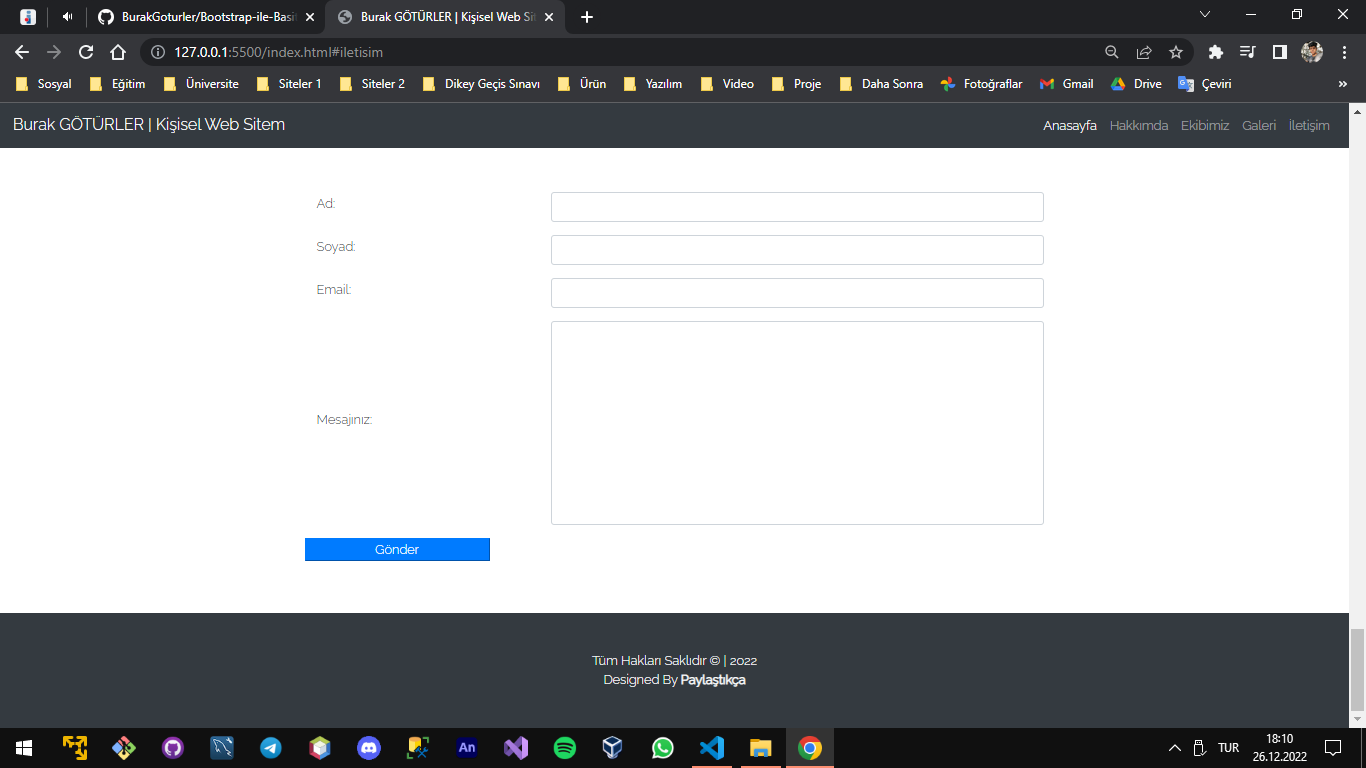 BurakGoturler/Bootstrap-ile-Basi
Burak GÖTÜRLER | Kişisel Web Sit
127.0.0.1:5500/index.html#iletisim
Sosyal Eğitim Üniversite Siteler 1 Siteler 2 Dikey Geçiş Sınavı Ürün Yazılım Video Proje Daha Sonra Fotoğraflar Gmail Drive Çeviri »
Burak GÖTÜRLER | Kişisel Web Sitem
Anasayfa Hakkımda Ekibimiz Galeri İletişim
Ad:
Soyad:
Email:
Mesajınız:
Gönder
Tüm Hakları Saklıdır © | 2022
Designed By Paylaştıkça
An
TUR
18:10
26.12.2022